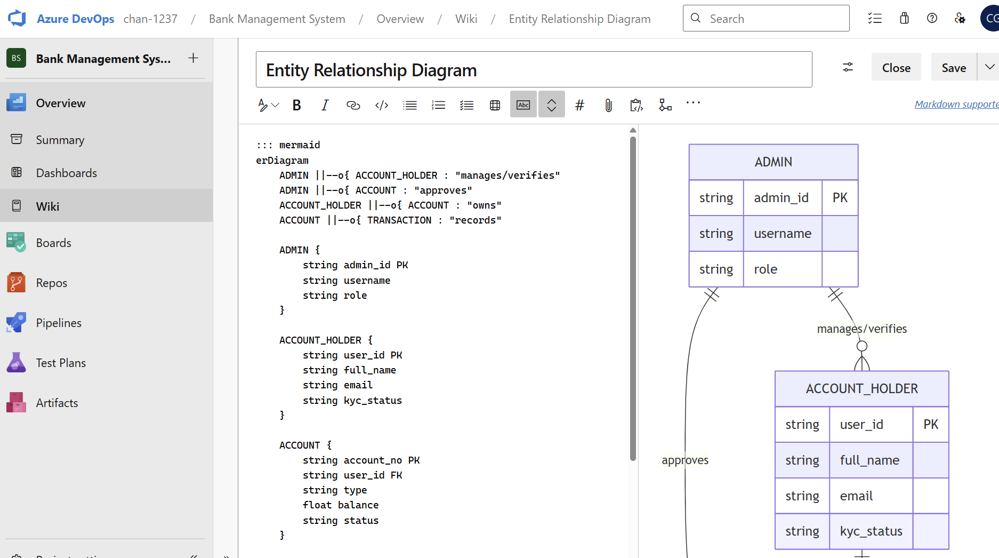 Azure DevOps chan-1237 / Bank Management System / Overview / Wiki / Entity Relationship Diagram
Search
CG
BS Bank Management Sys...
Overview
Summary
Dashboards
Wiki
Boards
Repos
Pipelines
Test Plans
Artifacts
Entity Relationship Diagram
Close
Save
Abc
Markdown supporte
::: mermaid
erDiagram
    ADMIN ||--o{ ACCOUNT_HOLDER : "manages/verifies"
    ADMIN ||--o{ ACCOUNT : "approves"
    ACCOUNT_HOLDER ||--o{ ACCOUNT : "owns"
    ACCOUNT ||--o{ TRANSACTION : "records"
    ADMIN {
        string admin_id PK
        string username
        string role
    }
    ACCOUNT_HOLDER {
        string user_id PK
        string full_name
        string email
        string kyc_status
    }
    ACCOUNT {
        string account_no PK
        string user_id FK
        string type
        float balance
        string status
    }
ADMIN
string admin_id PK
string username
string role
manages/verifies
ACCOUNT_HOLDER
string user_id PK
string full_name
string email
string kyc_status
approves